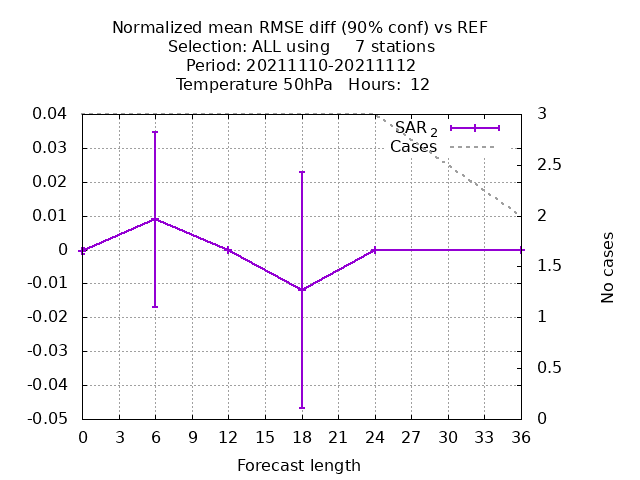 Normalized mean RMSE diff (90% conf) vs REF
Selection: ALL using     7 stations
Period: 20211110-20211112
Temperature 50hPa   Hours:  12
0.04
0.03
0.02
0.01
0
-0.01
-0.02
-0.03
-0.04
-0.05
SAR 2
Cases
3
2.5
2
1.5
1
0.5
0
No cases
0 3 6 9 12 15 18 21 24 27 30 33 36
Forecast length